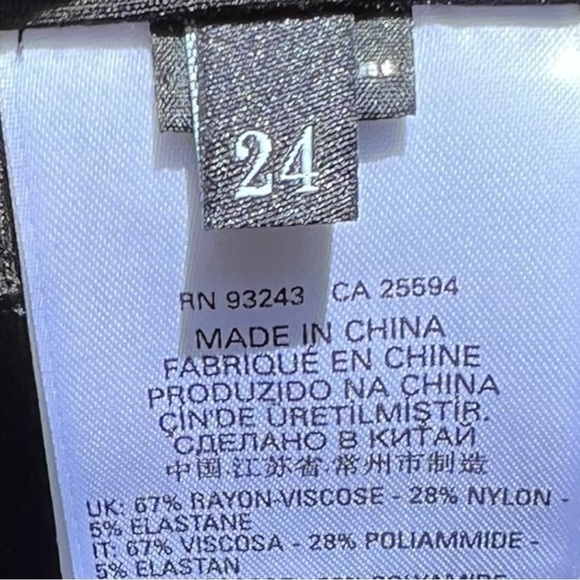 24
RN 93243 CA 25594
MADE IN CHINA
FABRIQUÉ EN CHINE
PRODUZIDO NA CHINA
ÇIN'DE ÜRETILMIŞTIR.
СДЕЛАНО В КИТАЙ
中国.江苏省.常州市制造
UK: 67% RAYON-VISCOSE - 28% NYLON -
5% ELASTANE
IT: 67% VISCOSA - 28% POLIAMMIDE -
5% ELASTAN